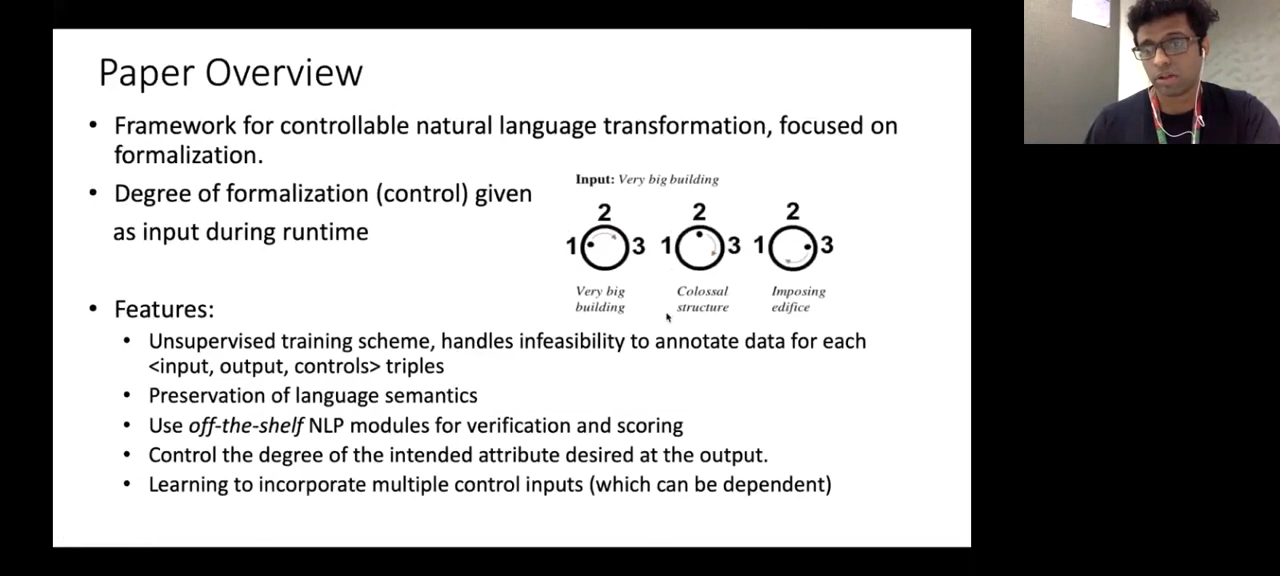 Paper Overview
• Framework for controllable natural language transformation, focused on
formalization.
• Degree of formalization (control) given
as input during runtime
Input: Very big building
2 2 2
1 3 1 3 1 3
Very big Colossal Imposing
building structure edifice
• Features:
• Unsupervised training scheme, handles infeasibility to annotate data for each
<input, output, controls> triples
• Preservation of language semantics
• Use off-the-shelf NLP modules for verification and scoring
• Control the degree of the intended attribute desired at the output.
• Learning to incorporate multiple control inputs (which can be dependent)